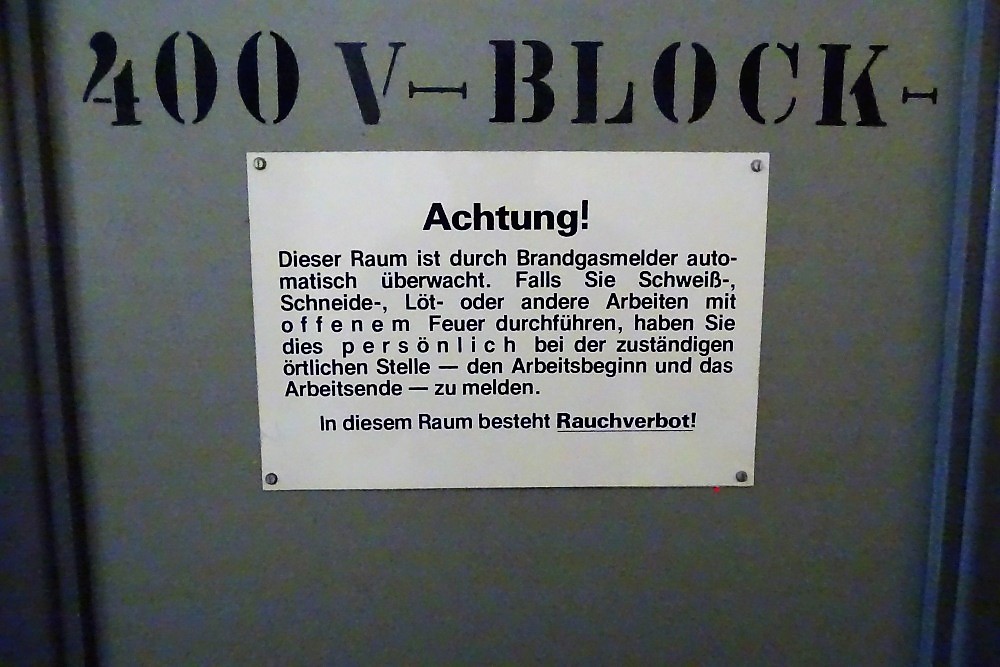 400 V-BLOCK-
Achtung!
Dieser Raum ist durch Brandgasmelder auto-
matisch überwacht. Falls Sie Schweiß-,
Schneide-, Löt- oder andere Arbeiten mit
o f f e n e m Feuer durchführen, haben Sie
dies p e r s ö n l i c h bei der zuständigen
örtlichen Stelle — den Arbeitsbeginn und das
Arbeitsende — zu melden.
In diesem Raum besteht Rauchverbot!